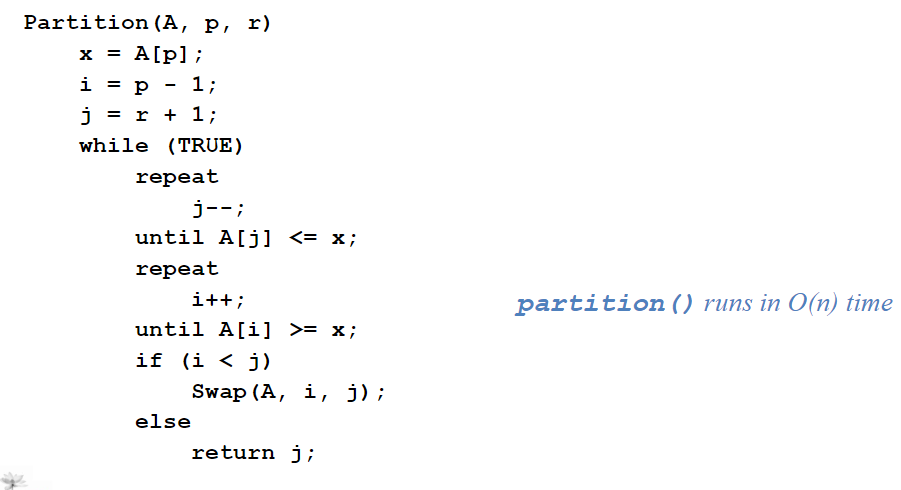 Partition(A, p, r)
x = A[p];
i = p - 1;
j = r + 1;
while (TRUE)
repeat
j--;
until A[j] <= x;
repeat
i++;
until A[i] >= x;
if (i < j)
Swap(A, i, j);
else
return j;
partition() runs in O(n) time